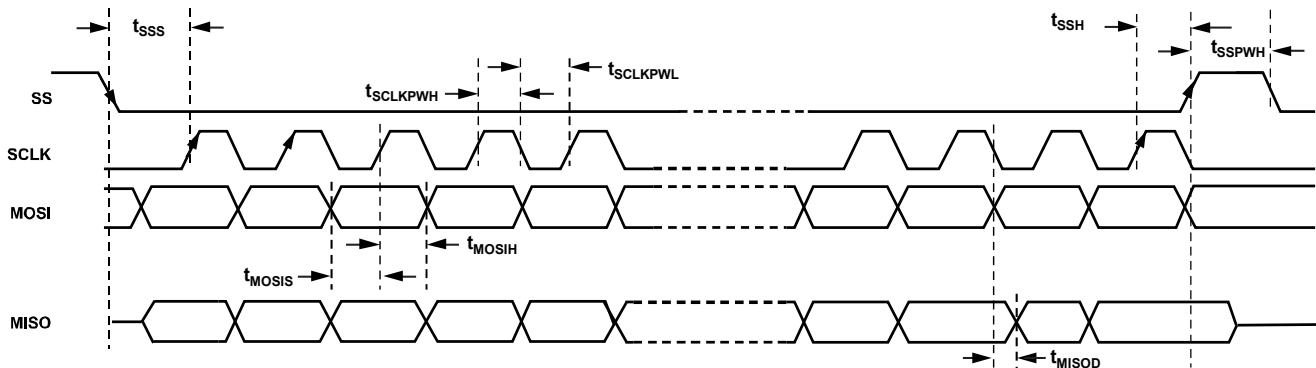 tSSS
tSSH
tSSPWH
tSCLKPWL
tSCLKPWH
SS
SCLK
MOSI
tMOSIH
tMOSIS
MISO
tMISOD